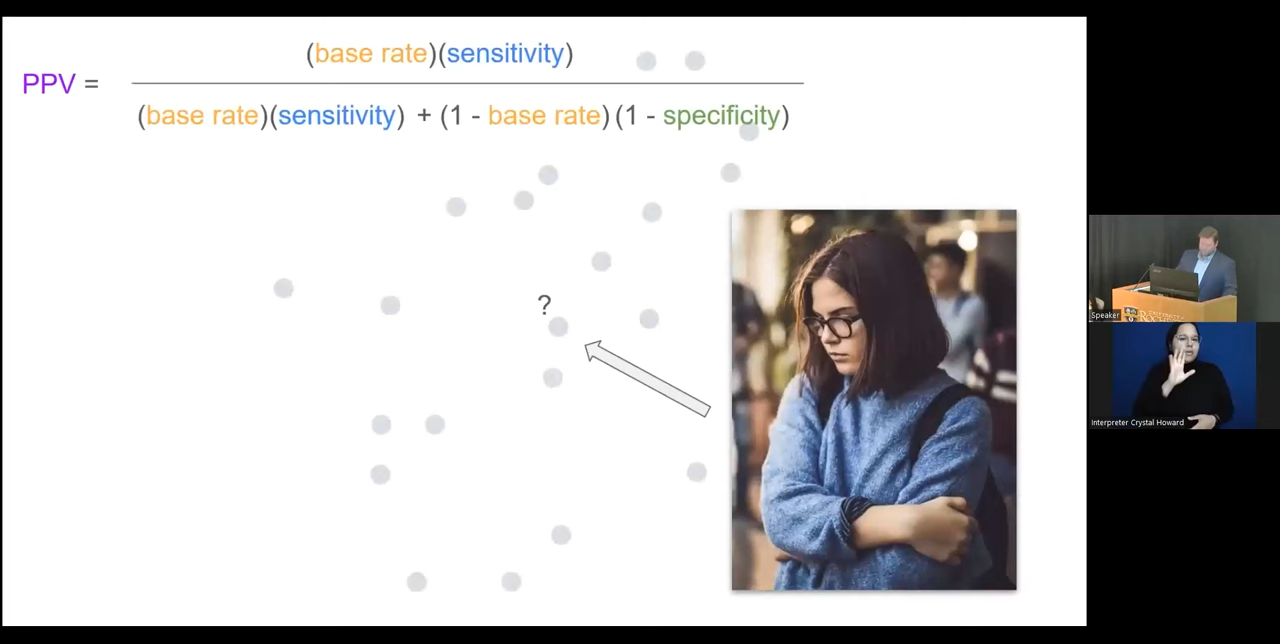 (base rate)(sensitivity)
PPV =
(base rate)(sensitivity) + (1 - base rate)(1 - specificity)
?
Speaker
Interpreter Crystal Howard